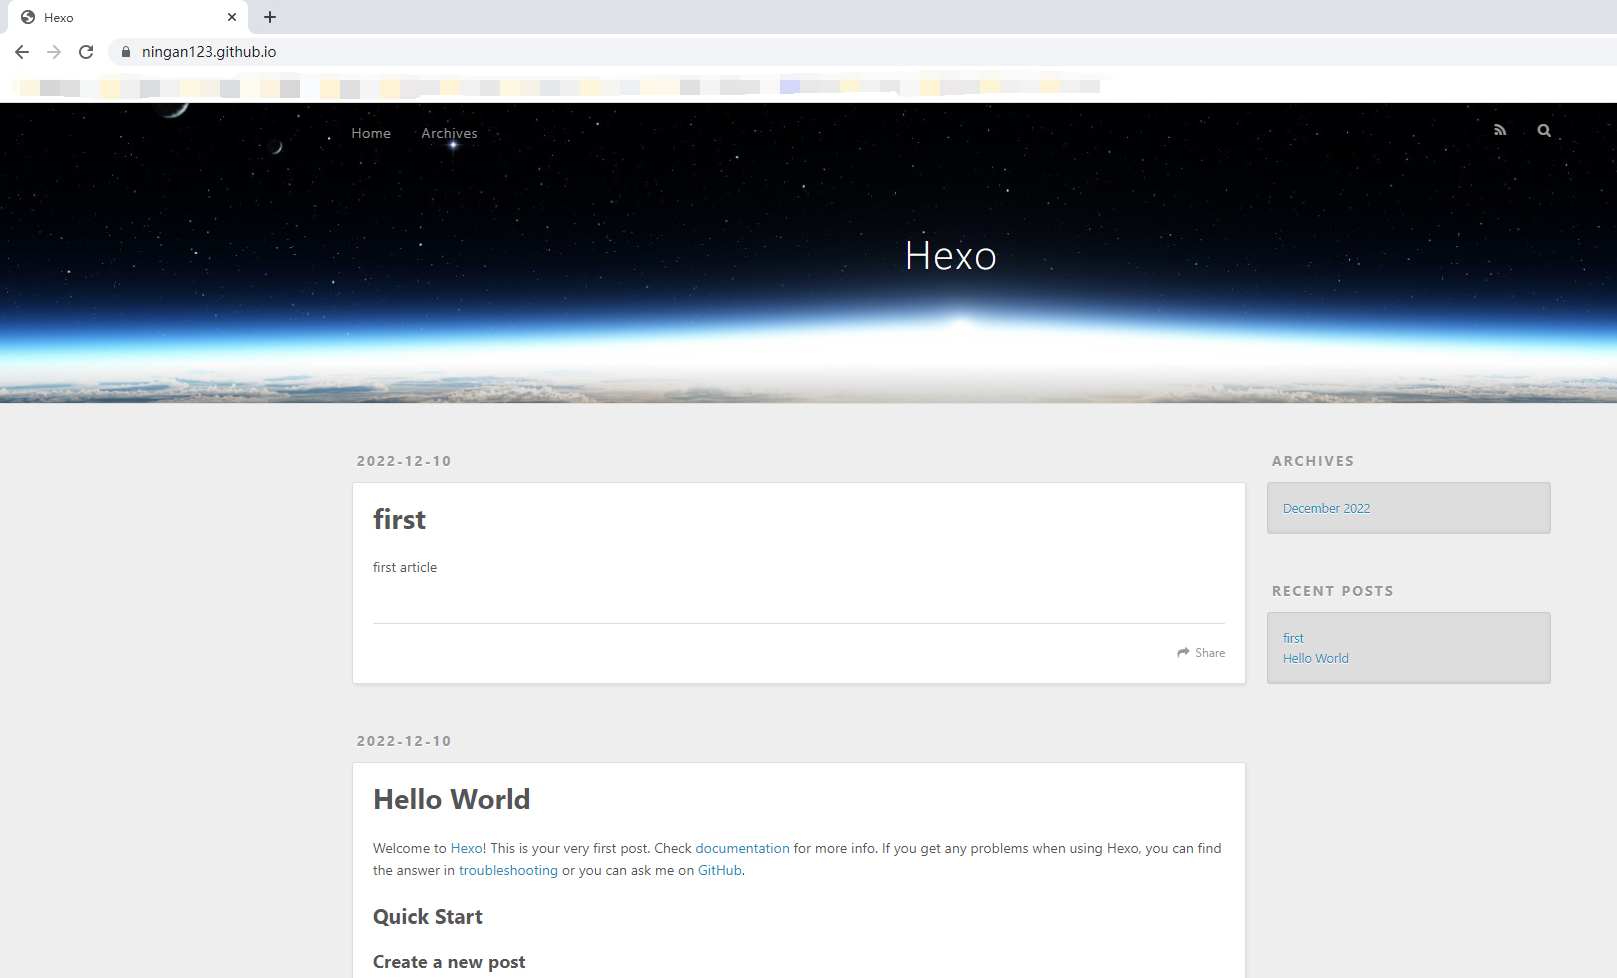 Hexo
ningan123.github.io
Home Archives
Hexo
2022-12-10
first
first article
Share
2022-12-10
Hello World
Welcome to Hexo! This is your very first post. Check documentation for more info. If you get any problems when using Hexo, you can find
the answer in troubleshooting or you can ask me on GitHub.
Quick Start
Create a new post
ARCHIVES
December 2022
RECENT POSTS
first
Hello World